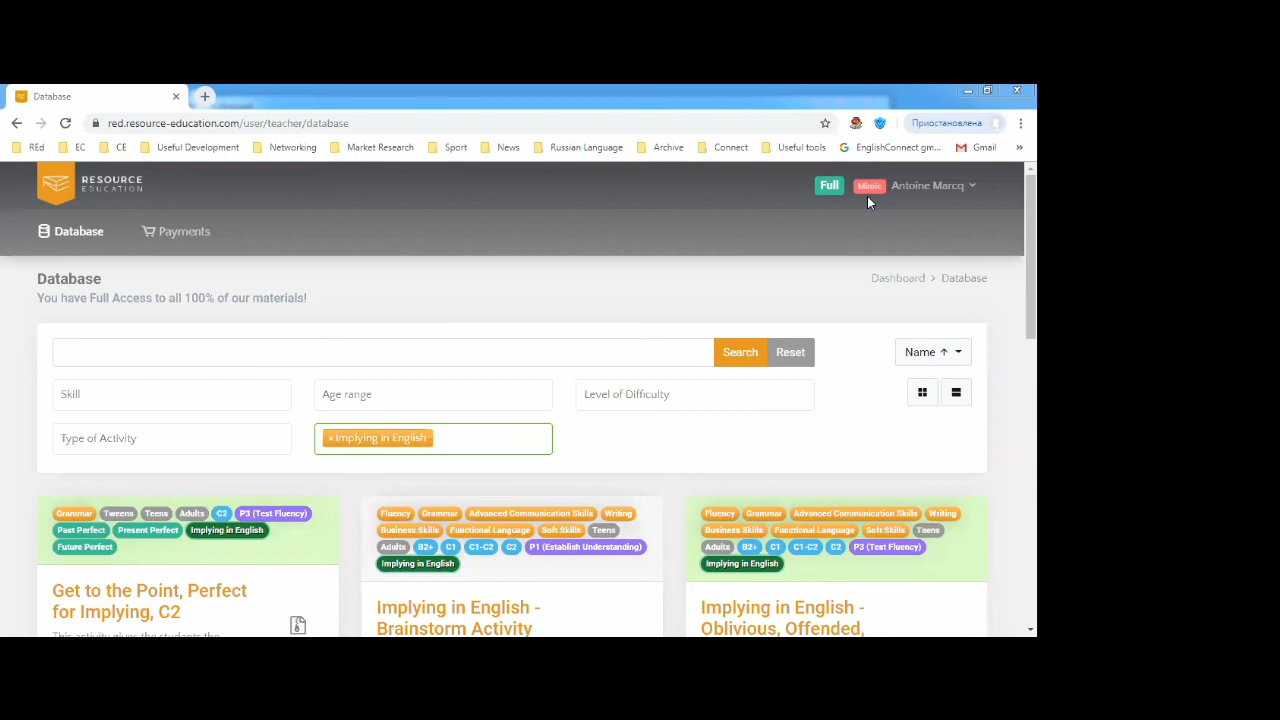 Database
red.resource-education.com/user/teacher/database
Приостановлена
REd EC CE Useful Development Networking Market Research Sport News Russian Language Archive Connect Useful tools EnglishConnect gm... Gmail »
RESOURCE
EDUCATION
Full Mimic Antoine Marcq
Database Payments
Database
Dashboard > Database
You have Full Access to all 100% of our materials!
Search Reset
Name ↑
Skill Age range Level of Difficulty
Type of Activity × Implying in English
Grammar Tweens Teens Adults C2 P3 (Test Fluency)
Past Perfect Present Perfect Implying in English
Future Perfect
Get to the Point, Perfect
for Implying, C2
This activity gives the students the
Fluency Grammar Advanced Communication Skills Writing
Business Skills Functional Language Soft Skills Teens
Adults B2+ C1 C1-C2 C2 P1 (Establish Understanding)
Implying in English
Implying in English -
Brainstorm Activity
Fluency Grammar Advanced Communication Skills Writing
Business Skills Functional Language Soft Skills Teens
Adults B2+ C1 C1-C2 C2 P3 (Test Fluency)
Implying in English
Implying in English -
Oblivious, Offended,